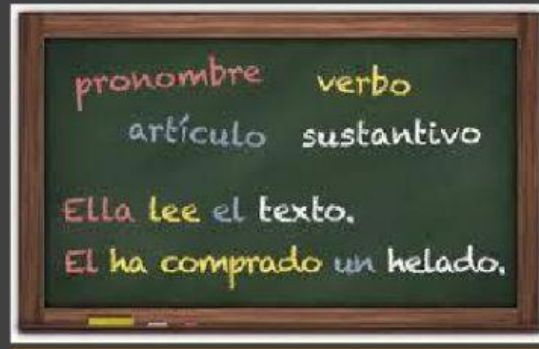 pronombre verbo
artículo sustantivo
Ella lee el texto.
El ha comprado un helado.